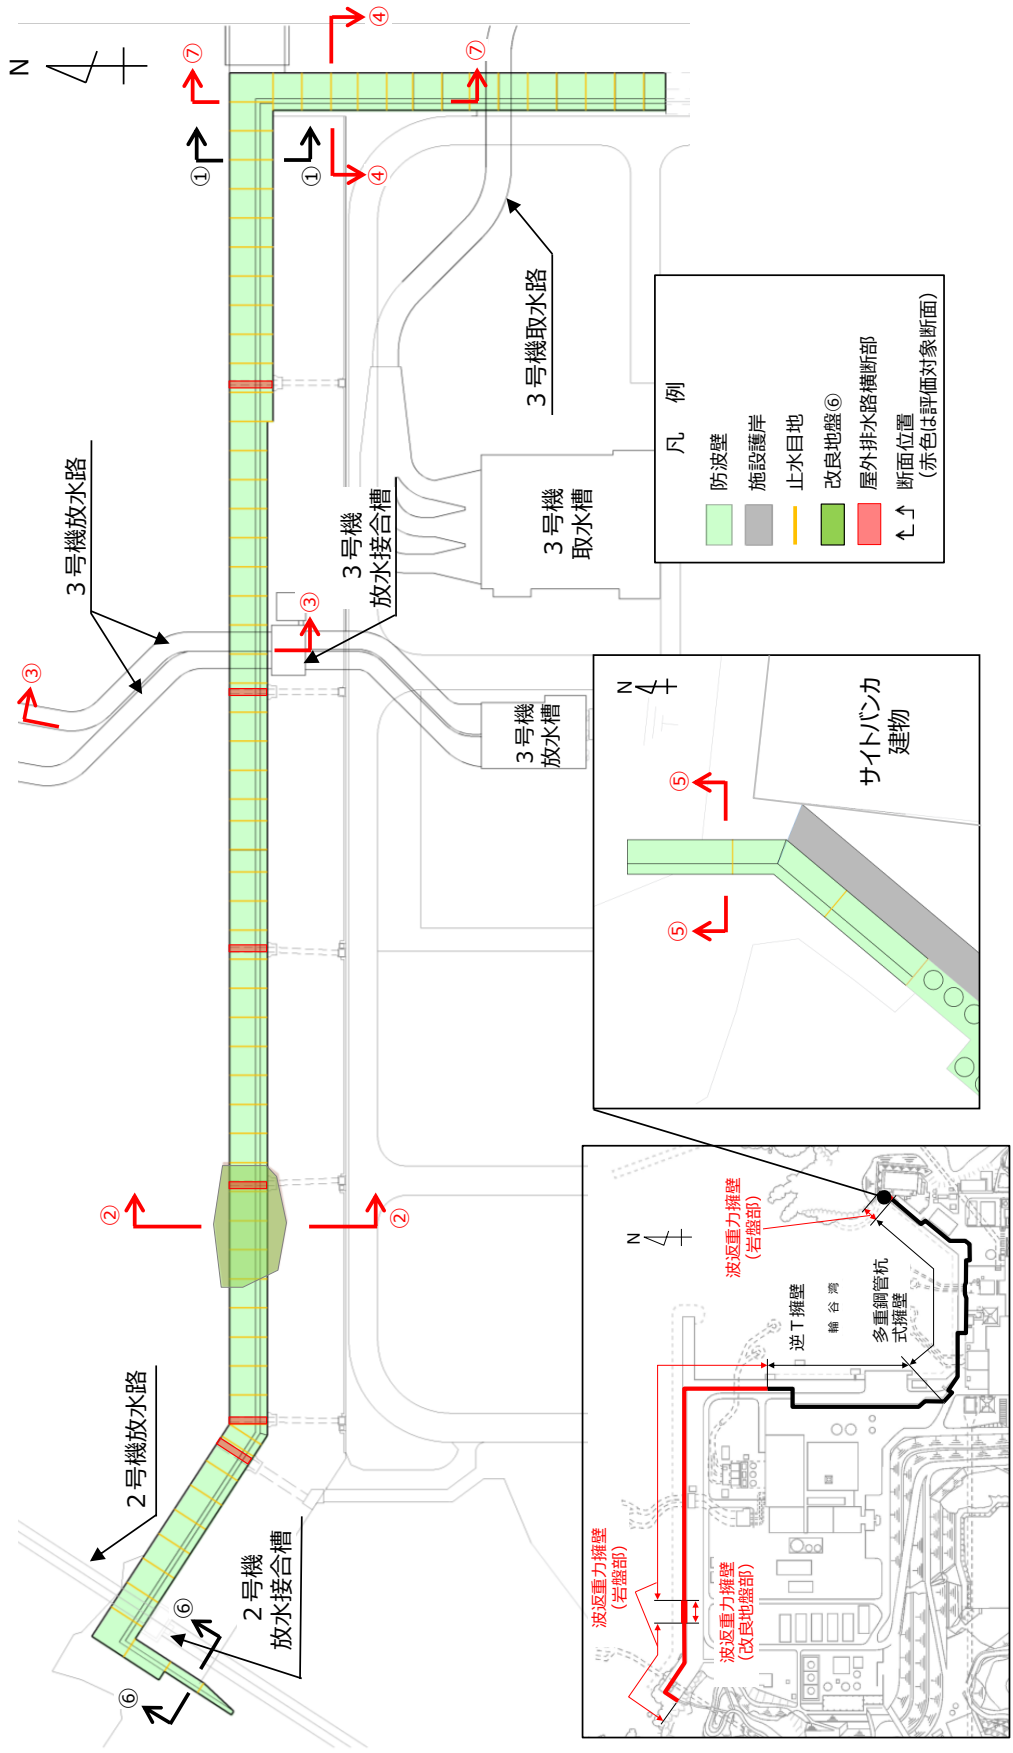 N
⑦
⑦
④
④
①
①
3号機取水路
3号機放水路
3号機
放水接合槽
3号機
取水槽
③
③
3号機
放水槽
②
②
2号機放水路
2号機
放水接合槽
⑥
⑥
凡例
防波壁
施設護岸
止水目地
改良地盤⑥
屋外排水路横断部
断面位置
(赤色は評価対象断面)
N
サイトバンカ
建物
⑤
⑤
N
波返重力擁壁
(岩盤部)
逆T擁壁
輪谷湾
多重鋼管杭
式擁壁
波返重力擁壁
(岩盤部)
波返重力擁壁
(改良地盤部)